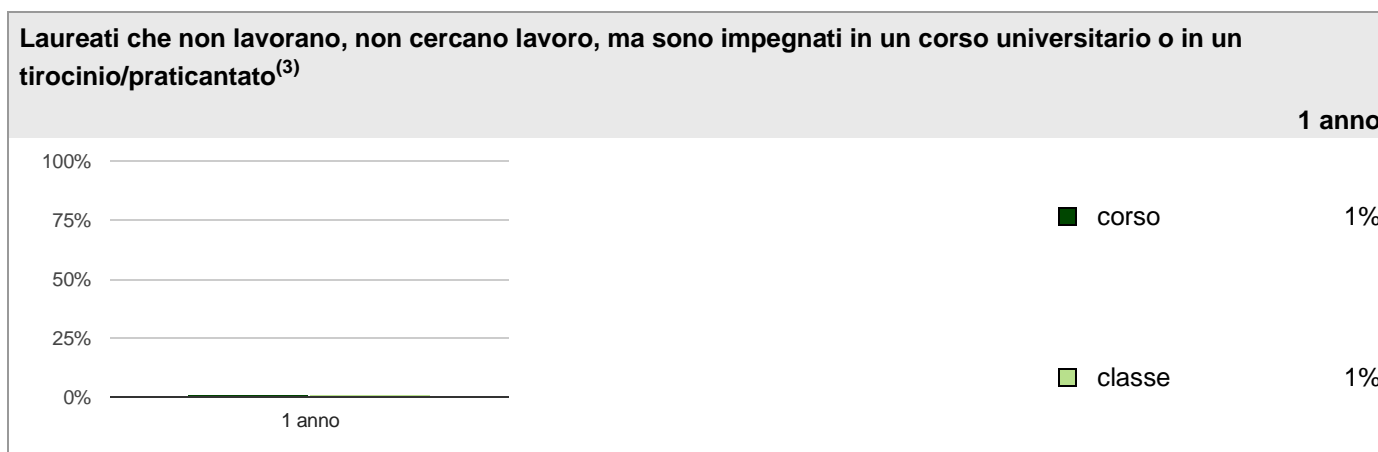 Laureati che non lavorano, non cercano lavoro, ma sono impegnati in un corso universitario o in un
tirocinio/praticantato(3)
1 anno
100%
75%
corso 1%
50%
25%
classe 1%
0%
1 anno